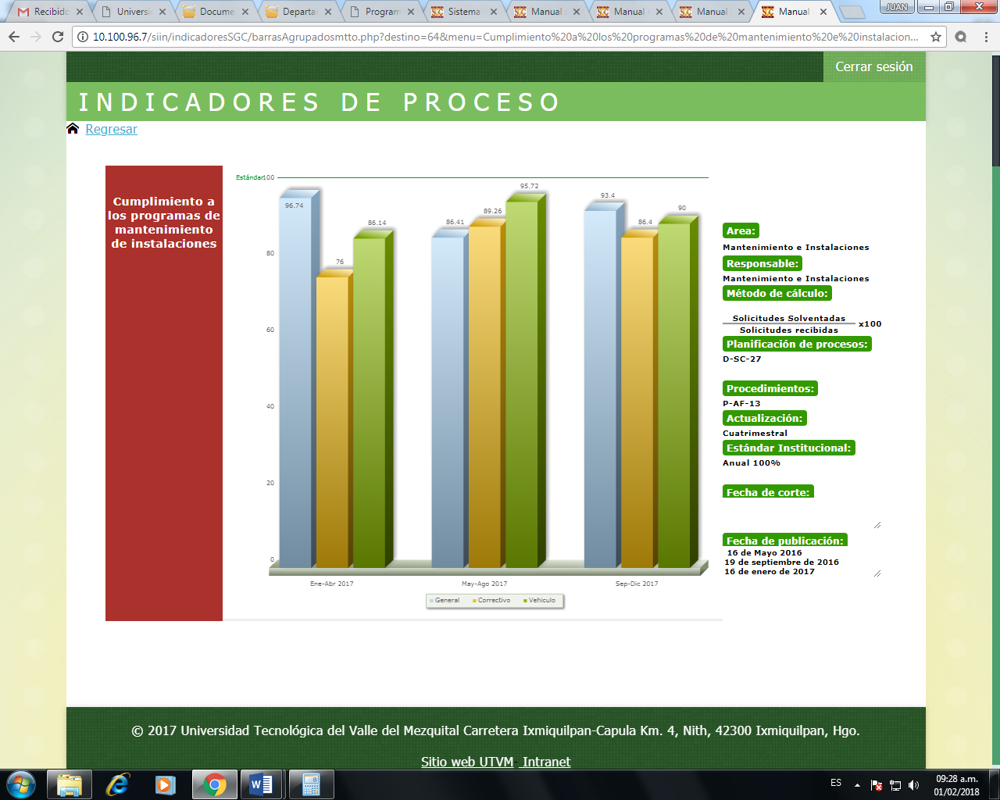 Recibido
Universi
Docume
Departa
Program
Sistema
Manual
Manual
Manual
Manual
JUAN
10.100.96.7/siin/indicadoresSGC/barrasAgrupadosmtto.php?destino=64&menu=Cumplimiento%20a%20los%20programas%20de%20mantenimiento%20e%20instalacion...
Cerrar sesión
INDICADORES DE PROCESO
Regresar
Cumplimiento a
los programas de
mantenimiento
de instalaciones
Estándar100
80
60
40
20
0
96.74
76
86.14
86.41
89.26
95.72
93.4
86.4
90
Ene-Abr 2017
May-Ago 2017
Sep-Dic 2017
General
Correctivo
Vehiculo
Area:
Mantenimiento e Instalaciones
Responsable:
Mantenimiento e Instalaciones
Método de cálculo:
Solicitudes Solventadas
x100
Solicitudes recibidas
Planificación de procesos:
D-SC-27
Procedimientos:
P-AF-13
Actualización:
Cuatrimestral
Estándar Institucional:
Anual 100%
Fecha de corte:
Fecha de publicación:
16 de Mayo 2016
19 de septiembre de 2016
16 de enero de 2017
© 2017 Universidad Tecnológica del Valle del Mezquital Carretera Ixmiquilpan-Capula Km. 4, Nith, 42300 Ixmiquilpan, Hgo.
Sitio web UTVM- Intranet
ES
09:28 a.m.
01/02/2018